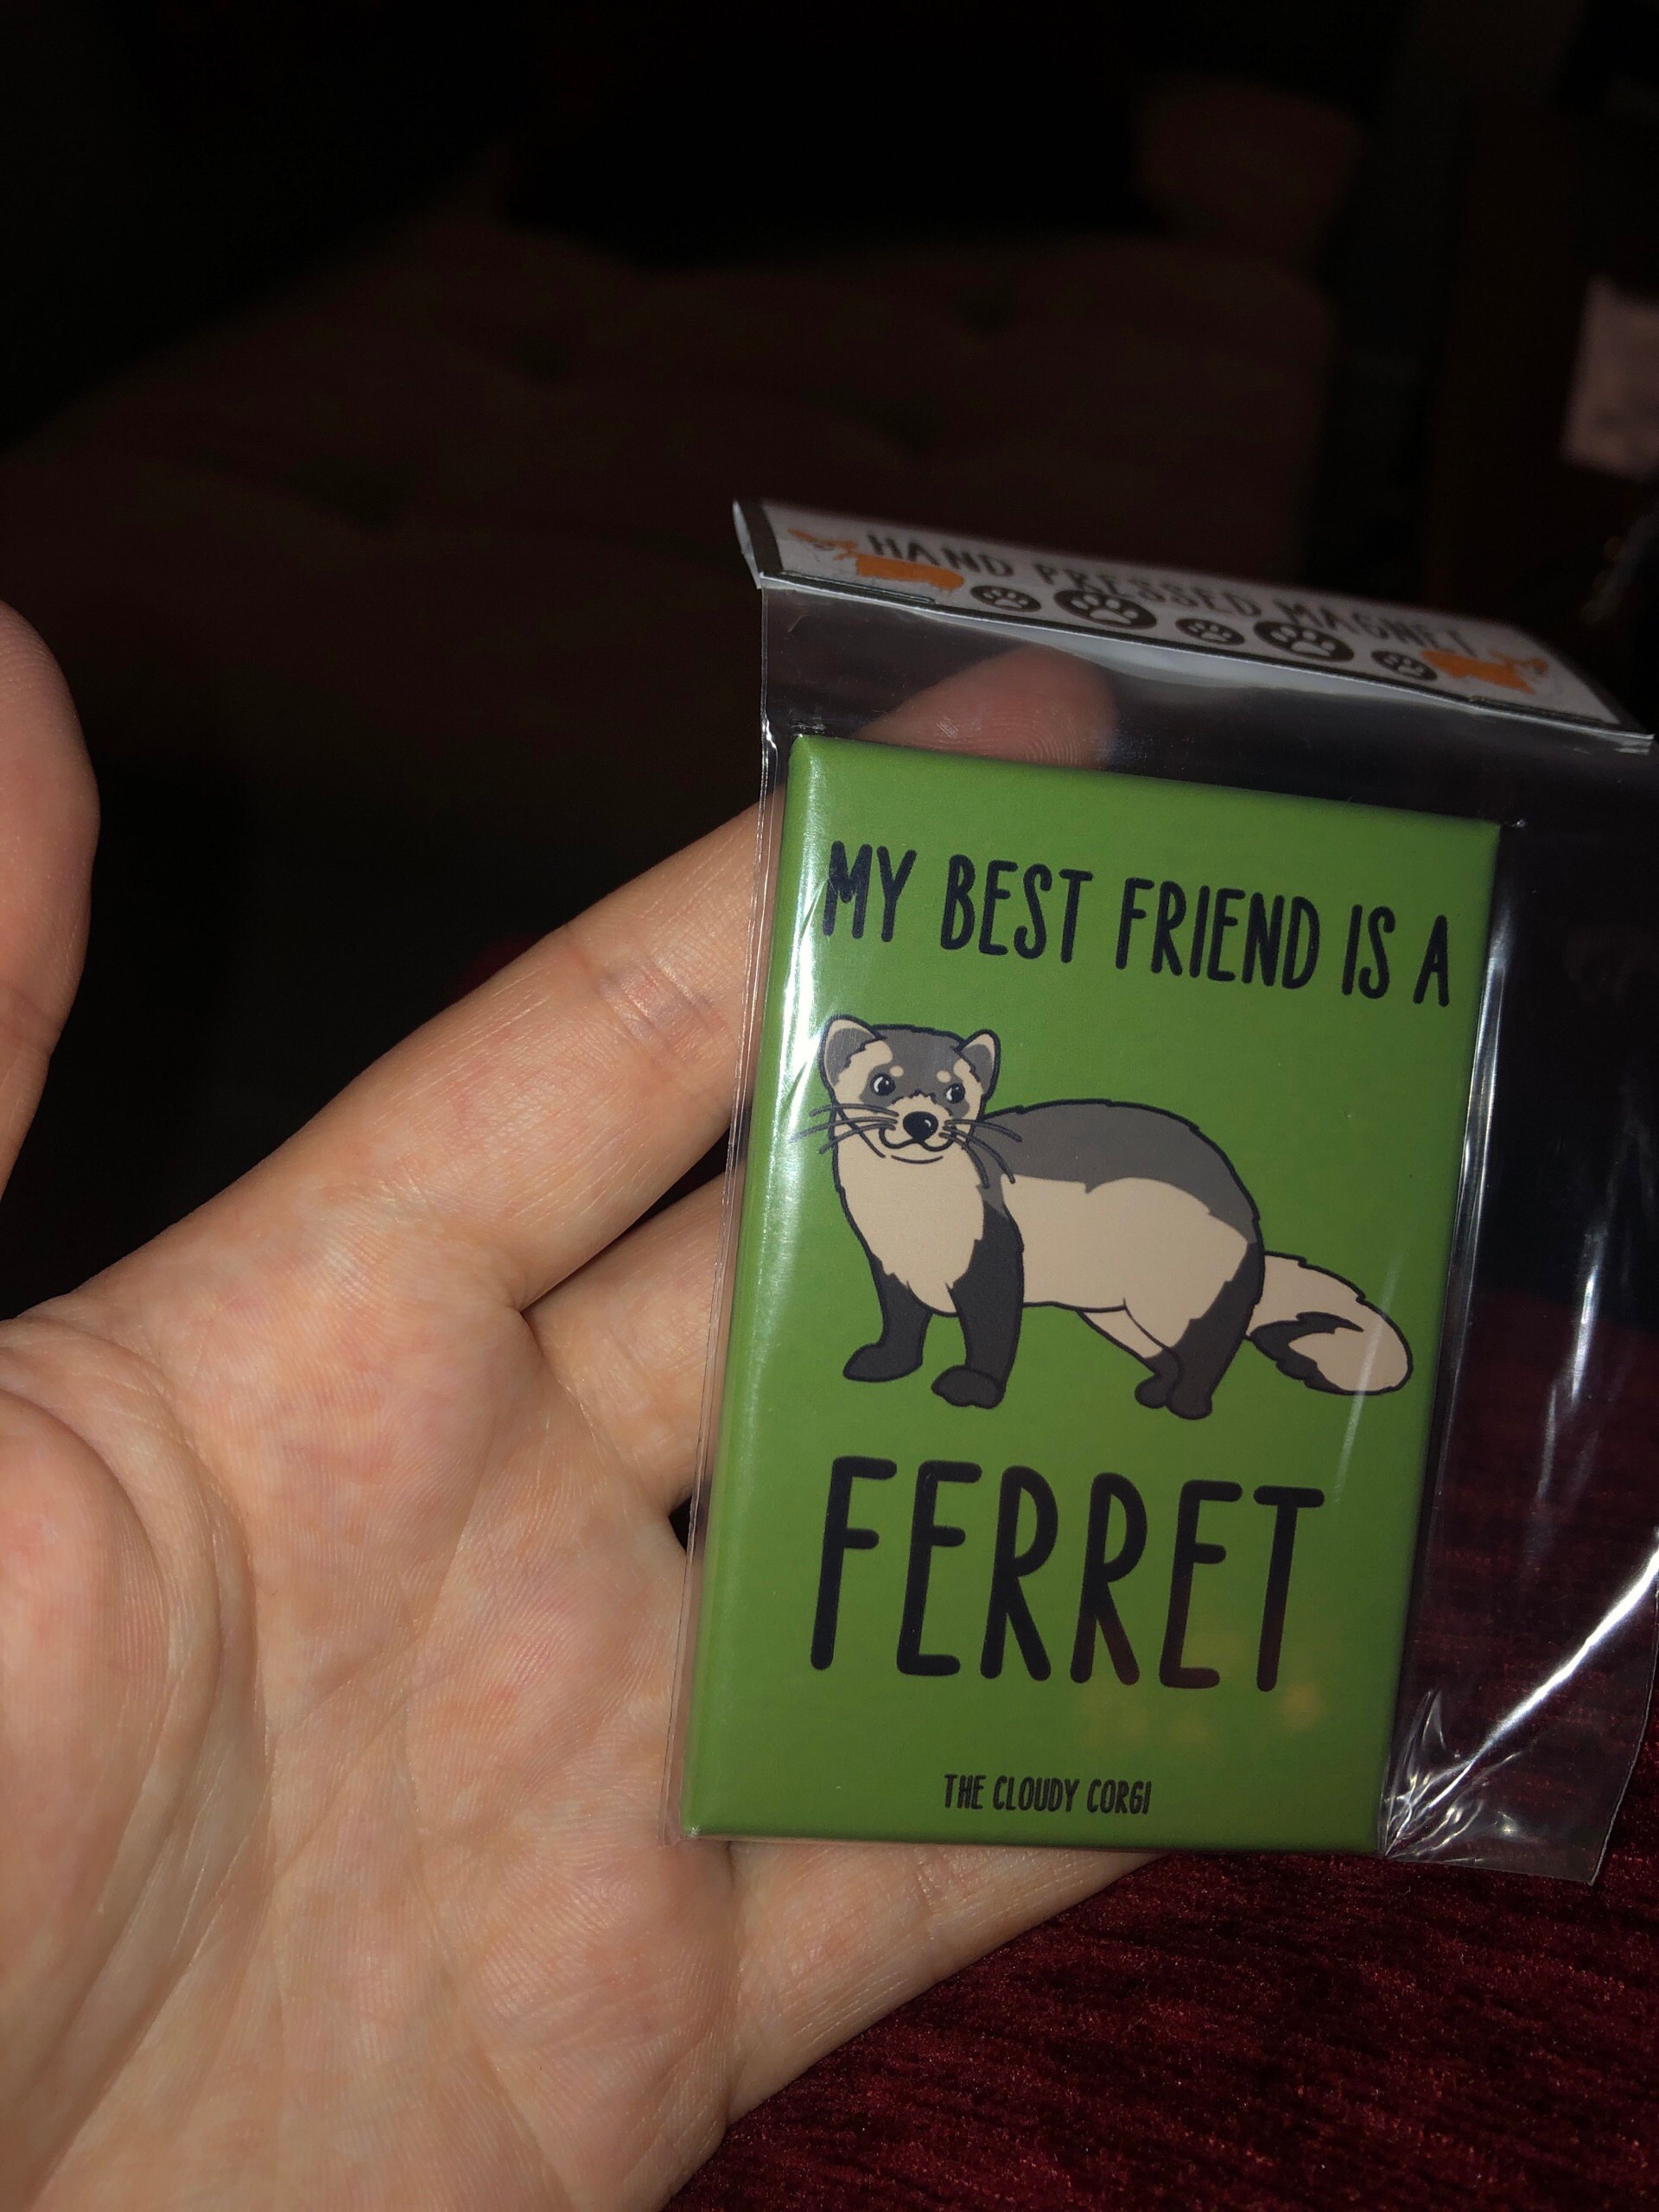 HAND PRESSED MAGNET
MY BEST FRIEND IS A
FERRET
THE CLOUDY CORGI